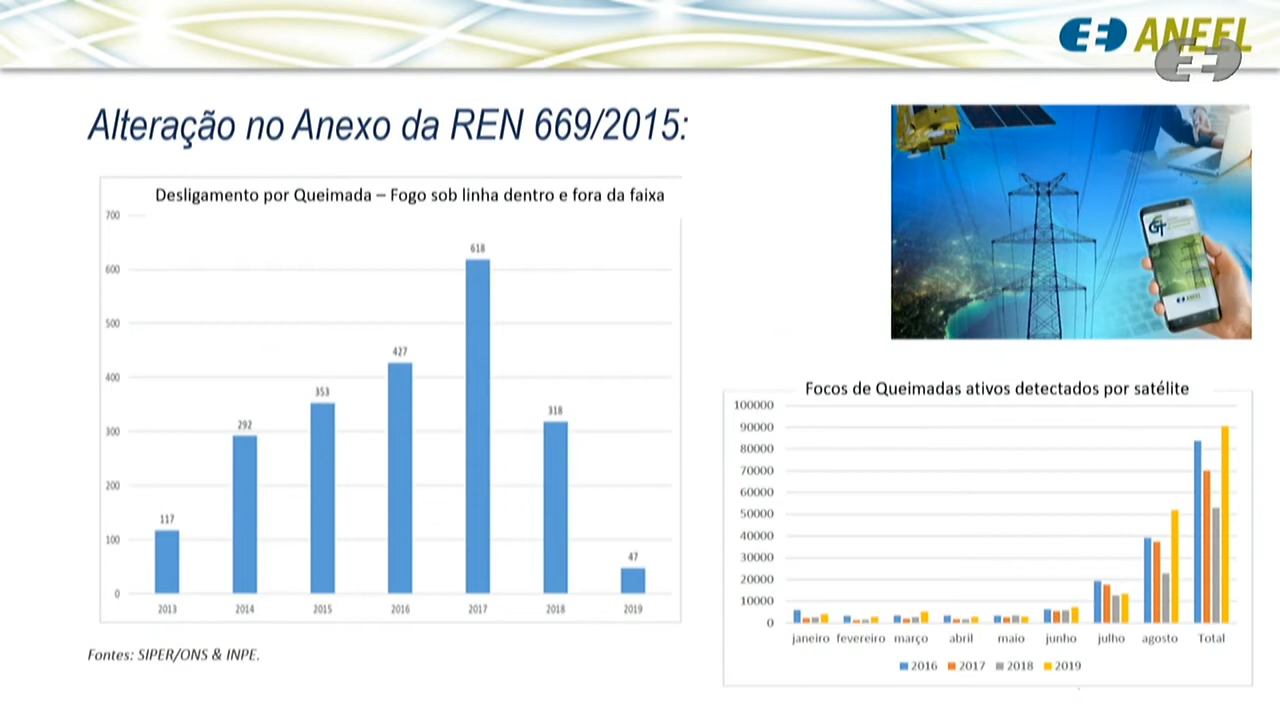 ANEEL
Alteração no Anexo da REN 669/2015:
Desligamento por Queimada – Fogo sob linha dentro e fora da faixa
700
600
500
400
300
200
100
0
117
292
353
427
618
318
47
2013 2014 2015 2016 2017 2018 2019
Fontes: SIPER/ONS & INPE.
ANEEL
Focos de Queimadas ativos detectados por satélite
100000
90000
80000
70000
60000
50000
40000
30000
20000
10000
0
janeiro fevereiro março abril maio junho julho agosto Total
2016 2017 2018 2019